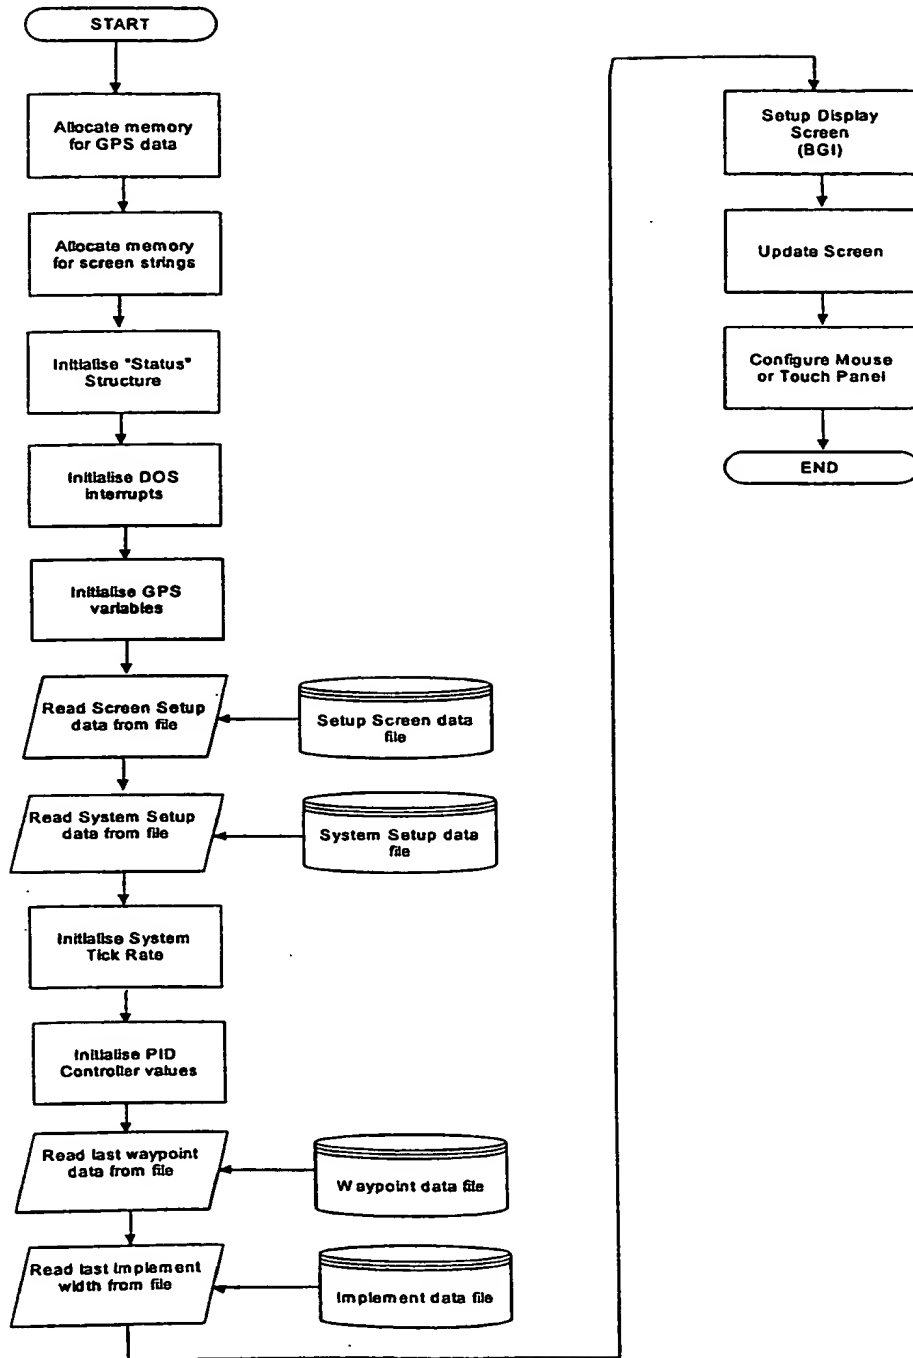 START
Allocate memory
for GPS data
Allocate memory
for screen strings
Initialise "Status"
Structure
Initialise DOS
interrupts
Initialise GPS
variables
Read Screen Setup
data from file
Setup Screen data
file
Read System Setup
data from file
System Setup data
file
Initialise System
Tick Rate
Initialise PID
Controller values
Read last waypoint
data from file
Waypoint data file
Read last Implement
width from file
Implement data file
Setup Display
Screen
(BGI)
Update Screen
Configure Mouse
or Touch Panel
END